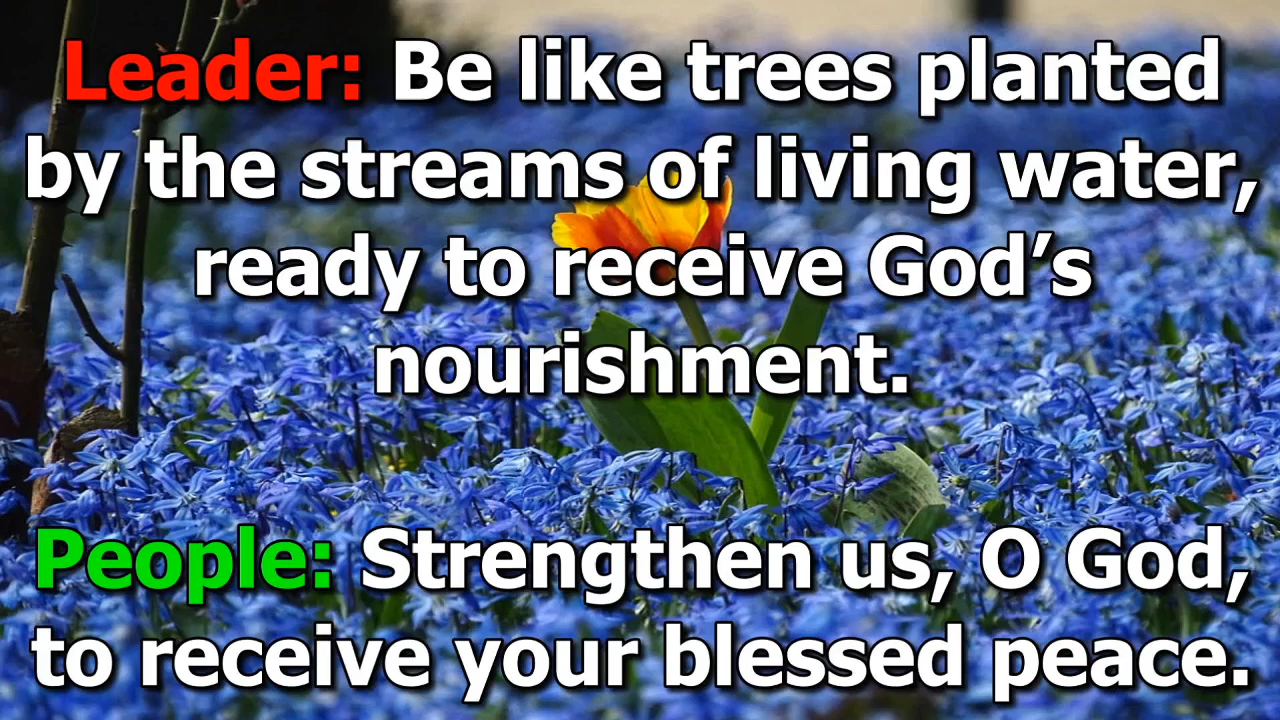 Leader: Be like trees planted
by the streams of living water,
ready to receive God’s
nourishment.
People: Strengthen us, O God,
to receive your blessed peace.